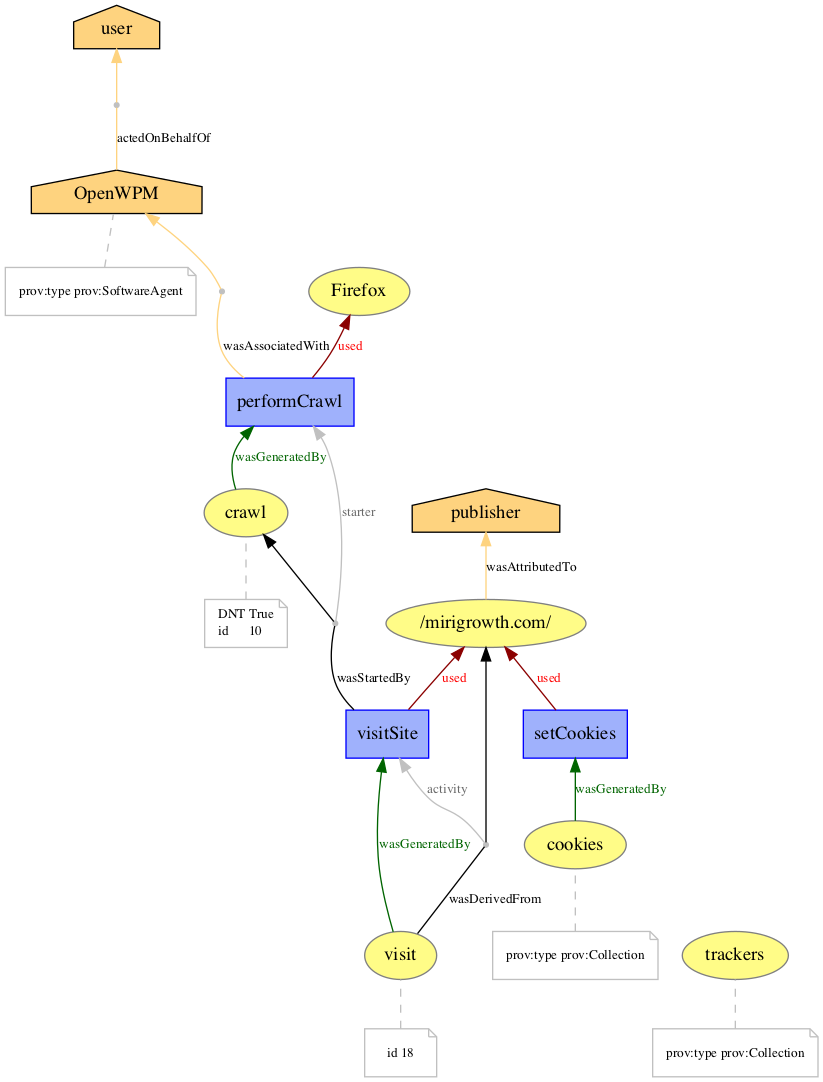 user
actedOnBehalfOf
OpenWPM
prov:type prov:SoftwareAgent
Firefox
wasAssociatedWith
used
performCrawl
wasGeneratedBy
crawl
starter
publisher
wasAttributedTo
DNT True
id 10
/mirigrowth.com/
wasStartedBy
used
used
visitSite
setCookies
activity
wasGeneratedBy
wasGeneratedBy
cookies
wasDerivedFrom
visit
prov:type prov:Collection
trackers
id 18
prov:type prov:Collection